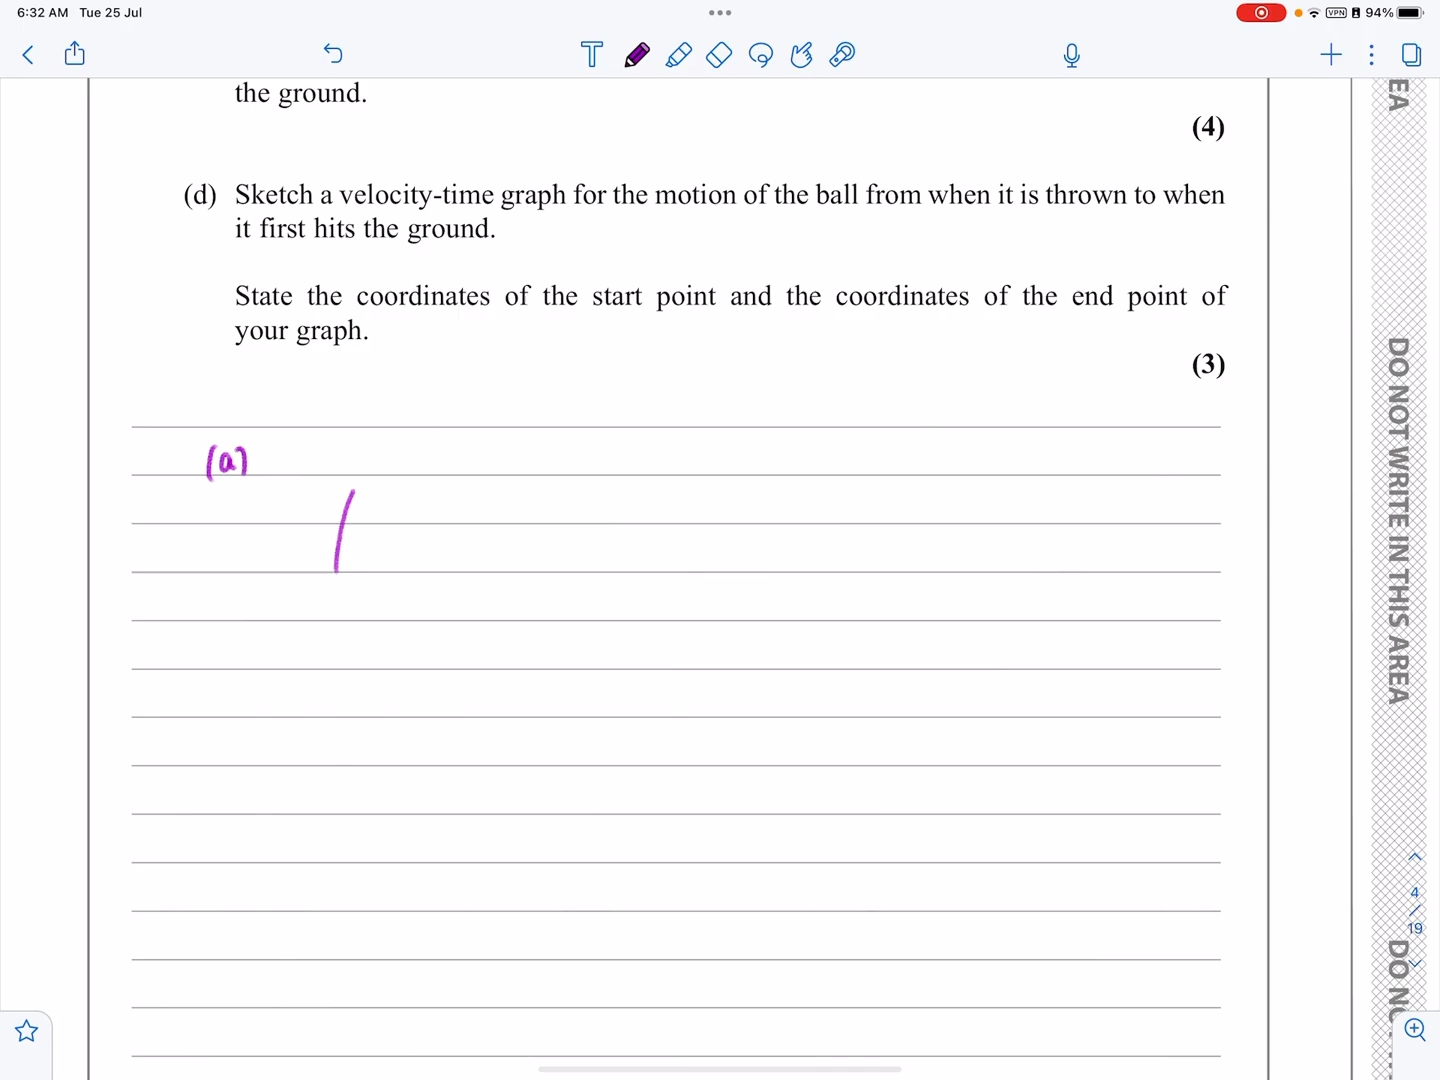 6:32 AM Tue 25 Jul
VPN
94%
the ground.
(4)
(d) Sketch a velocity-time graph for the motion of the ball from when it is thrown to when
it first hits the ground.
State the coordinates of the start point and the coordinates of the end point of
your graph.
(3)
(a)
EA
DO NOT WRITE IN THIS AREA
4
/
19
DO NO